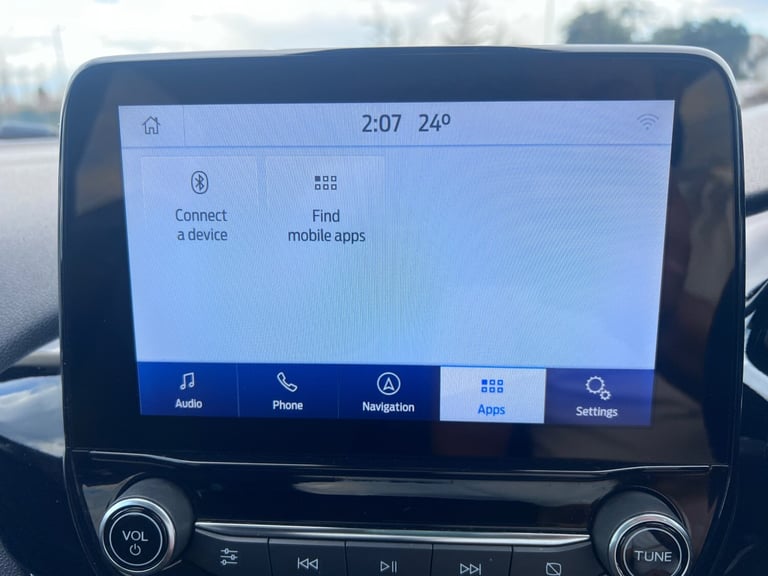 2:07 24º
Connect
a device
Find
mobile apps
Audio
Phone
Navigation
Apps
Settings
VOL
TUNE